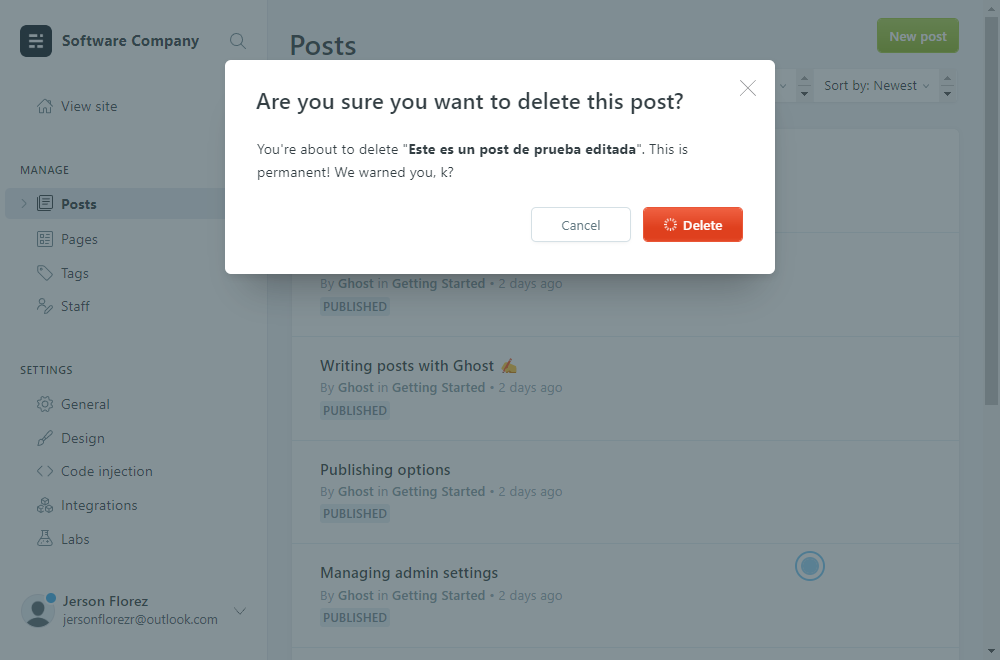 Software Company
View site
MANAGE
Posts
Pages
Tags
Staff
SETTINGS
General
Design
Code injection
Integrations
Labs
Jerson Florez
jersonflorezr@outlook.com
Posts
New post
Sort by: Newest
Are you sure you want to delete this post?
You're about to delete "Este es un post de prueba editada". This is
permanent! We warned you, k?
Cancel
Delete
By Ghost in Getting Started • 2 days ago
PUBLISHED
Writing posts with Ghost ✍️
By Ghost in Getting Started • 2 days ago
PUBLISHED
Publishing options
By Ghost in Getting Started • 2 days ago
PUBLISHED
Managing admin settings
By Ghost in Getting Started • 2 days ago
PUBLISHED